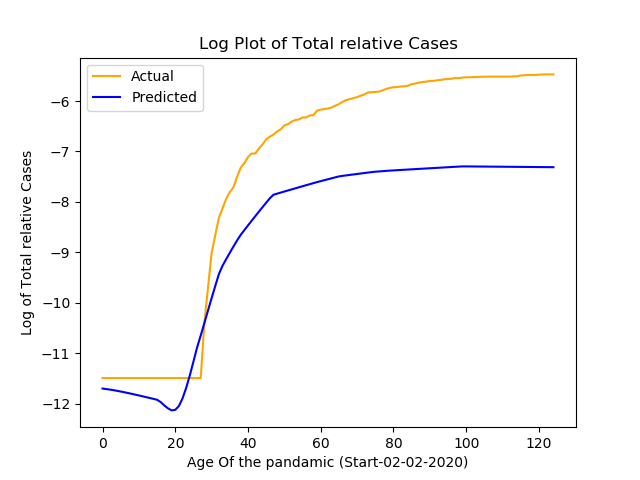 Log Plot of Total relative Cases
Actual
Predicted
Log of Total relative Cases
−6
−7
−8
−9
−10
−11
−12
0 20 40 60 80 100 120
Age Of the pandamic (Start-02-02-2020)